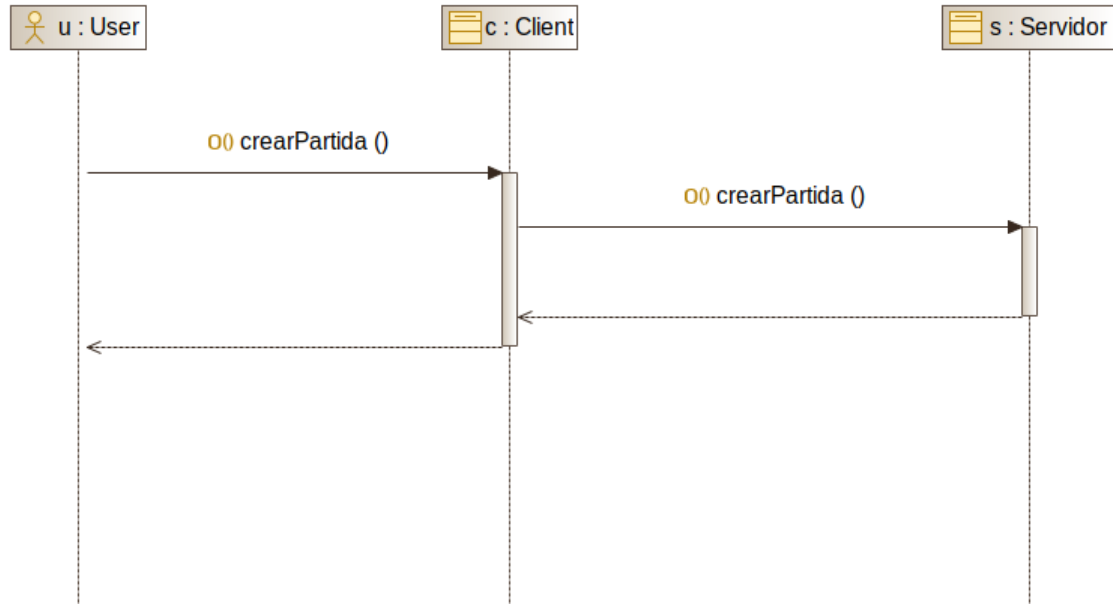 u : User
c : Client
s : Servidor
O() crearPartida ()
O() crearPartida ()